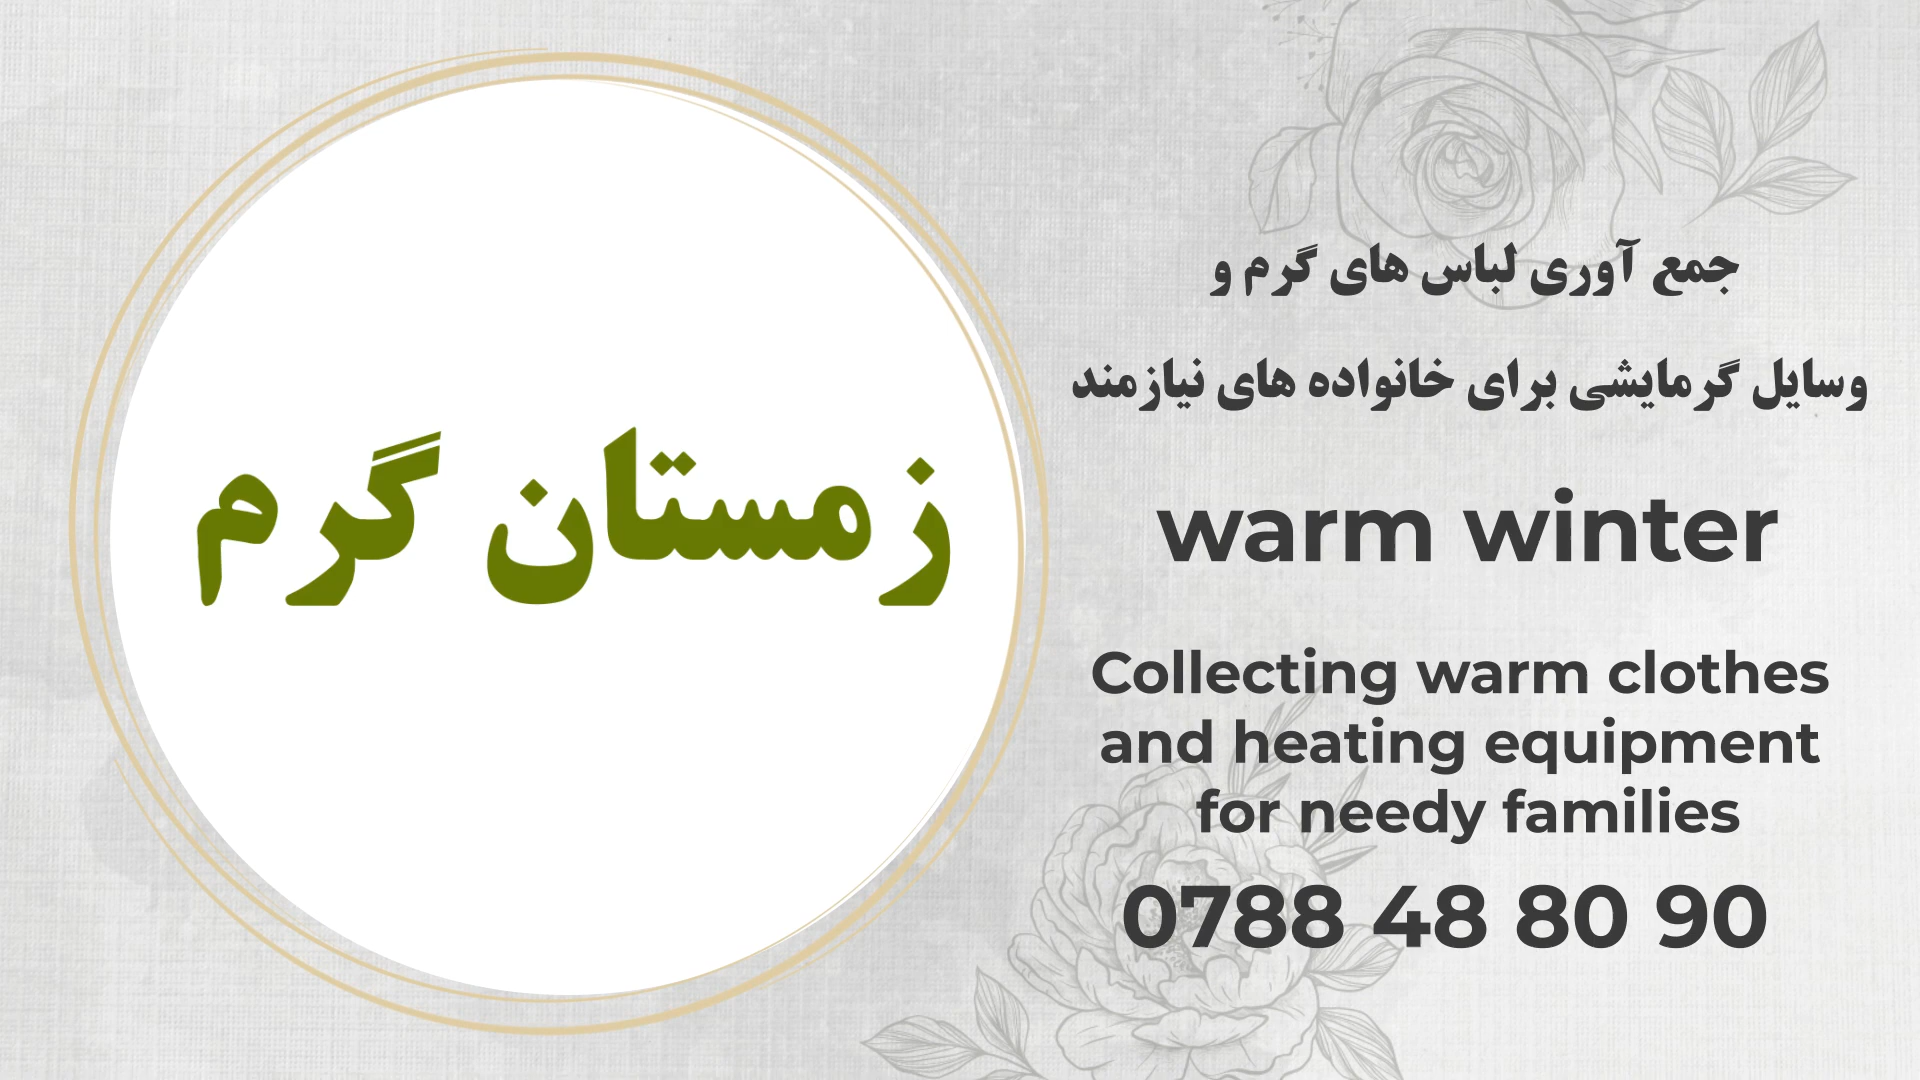 زمستان گرم
جمع آوری لباس های گرم و
وسایل گرمایشی برای خانواده های نیازمند
warm winter
Collecting warm clothes
and heating equipment
for needy families
0788 48 80 90